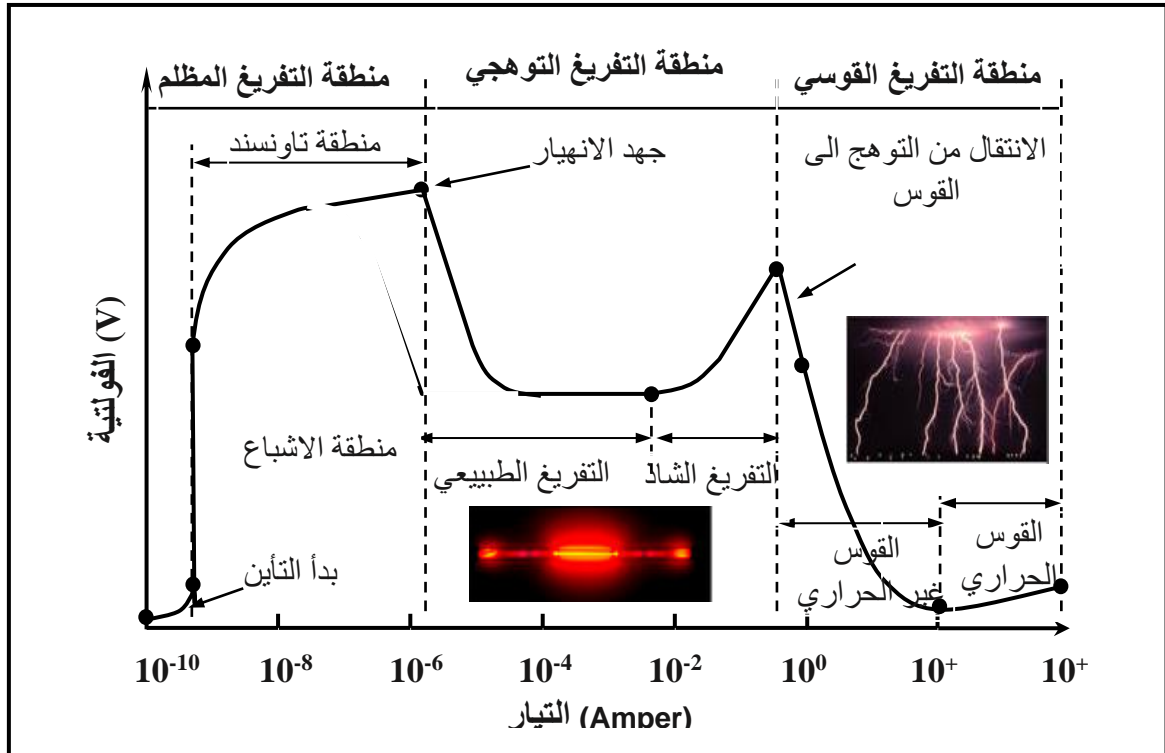 منطقة التفريغ القوسي
منطقة التفريغ التوهجي
منطقة التفريغ المظلم
الانتقال من التوهج الى
القوس
جهد الانهيار
منطقة تاونسند
الفولتية (V)
منطقة الاشباع
التفريغ الطبييعي
التفريغ الشاذ
بدأ التأين
القوس
غير الحراري
القوس
الحراري
10-10 10-8 10-6 10-4 10-2 100 10+ 10+
التيار (Amper)